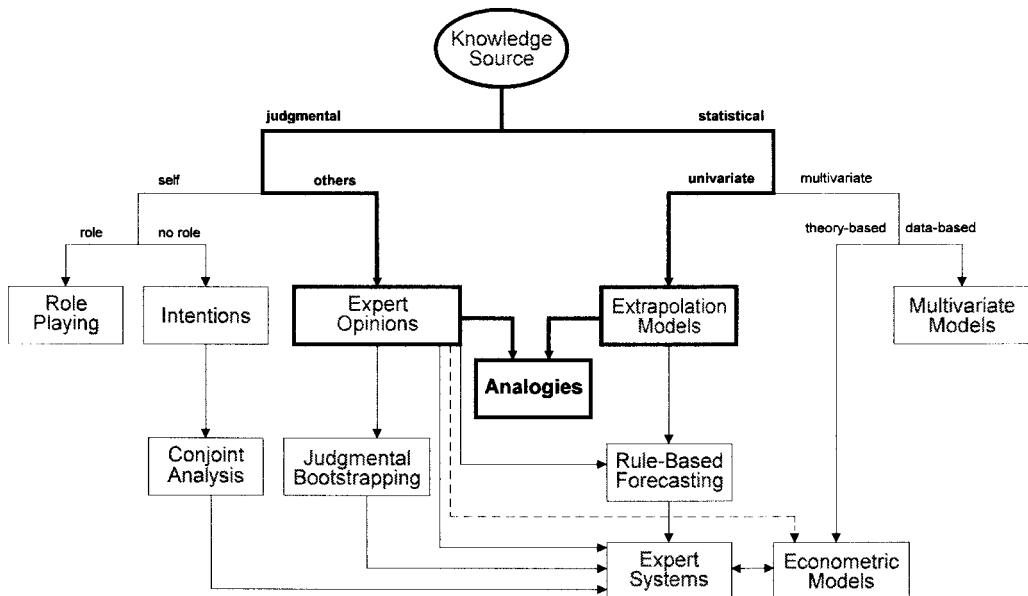 Knowledge
Source
judgmental
statistical
self
others
univariate
multivariate
role
no role
theory-based
data-based
Role
Playing
Intentions
Expert
Opinions
Extrapolation
Models
Multivariate
Models
Analogies
Conjoint
Analysis
Judgmental
Bootstrapping
Rule-Based
Forecasting
Expert
Systems
Econometric
Models